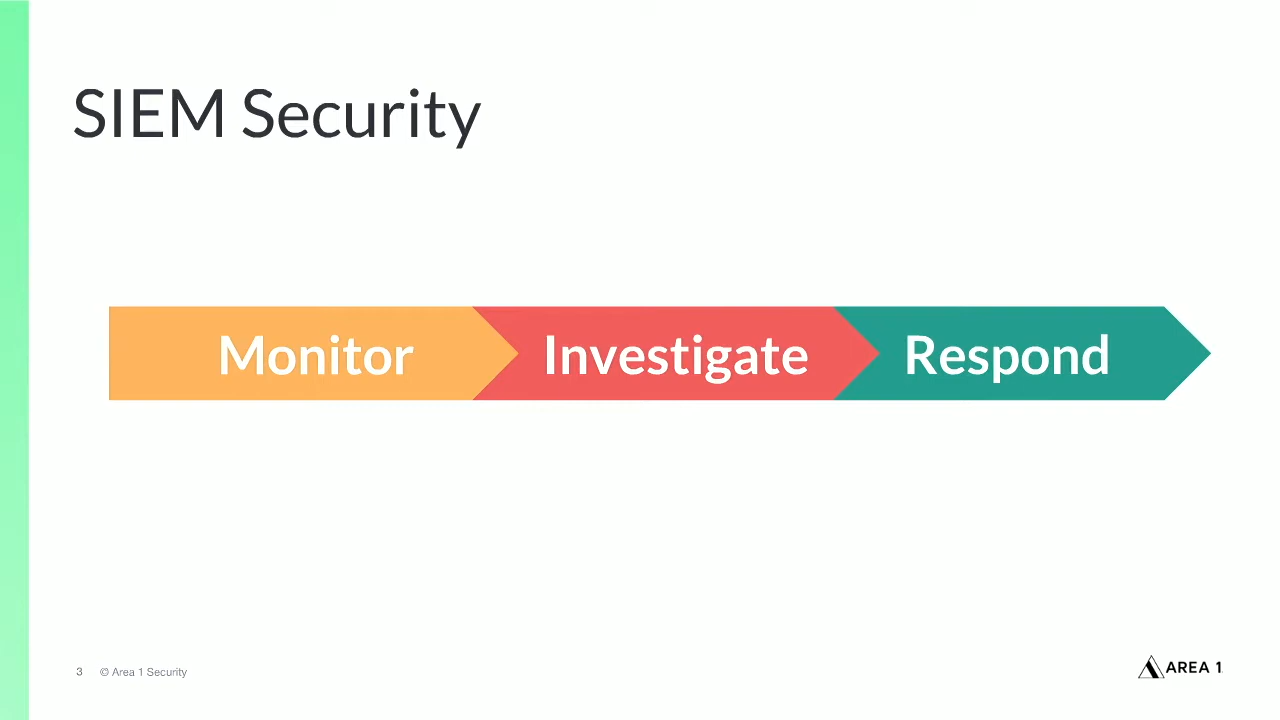 SIEM Security
Monitor Investigate Respond
3 © Area 1 Security
AREA 1